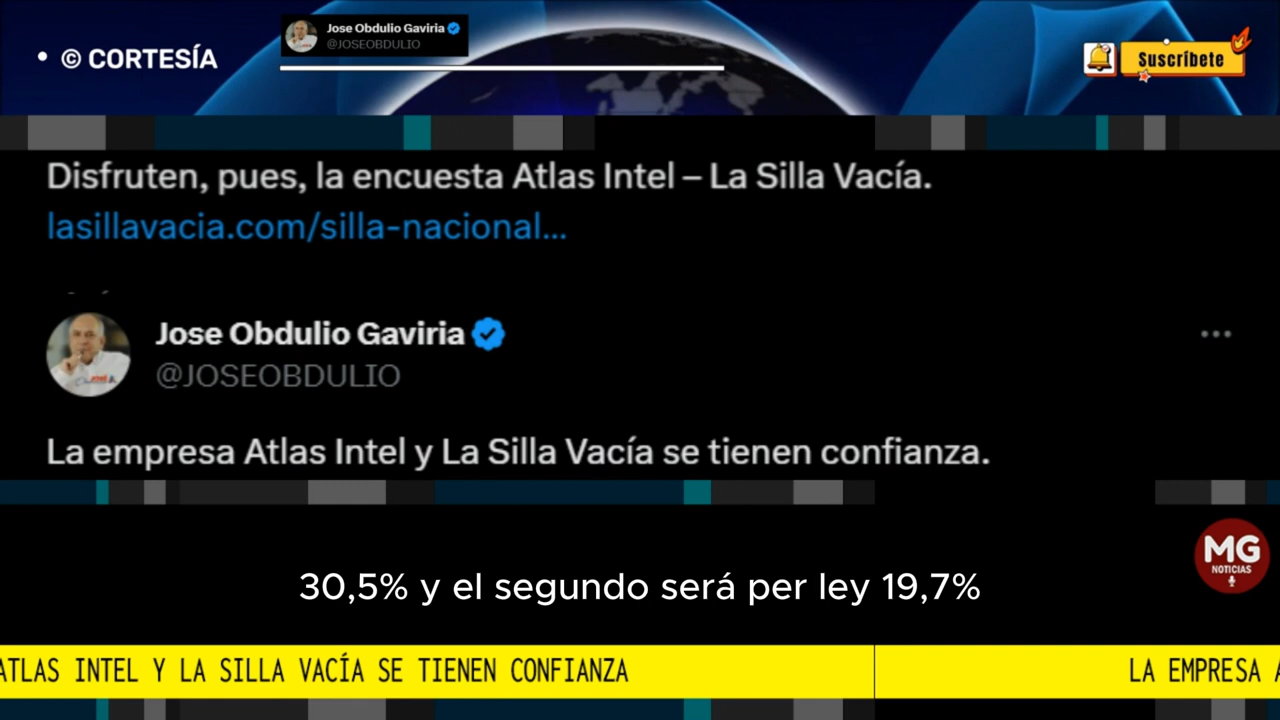 • © CORTESÍA
Jose Obdulio Gaviria
@JOSEOBDULIO
Suscríbete
Disfruten, pues, la encuesta Atlas Intel – La Silla Vacía.
lasillavacia.com/silla-nacional...
Jose Obdulio Gaviria
@JOSEOBDULIO
La empresa Atlas Intel y La Silla Vacía se tienen confianza.
MG
NOTICIAS
30,5% y el segundo será per ley 19,7%
ATLAS INTEL Y LA SILLA VACÍA SE TIENEN CONFIANZA
LA EMPRESA A